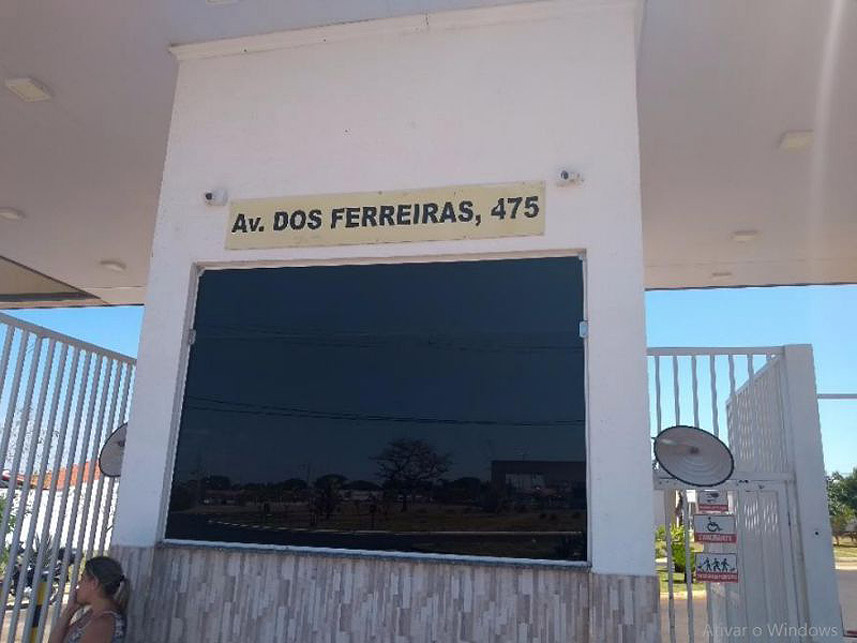 Av. DOS FERREIRAS, 475
Ativar o Windows